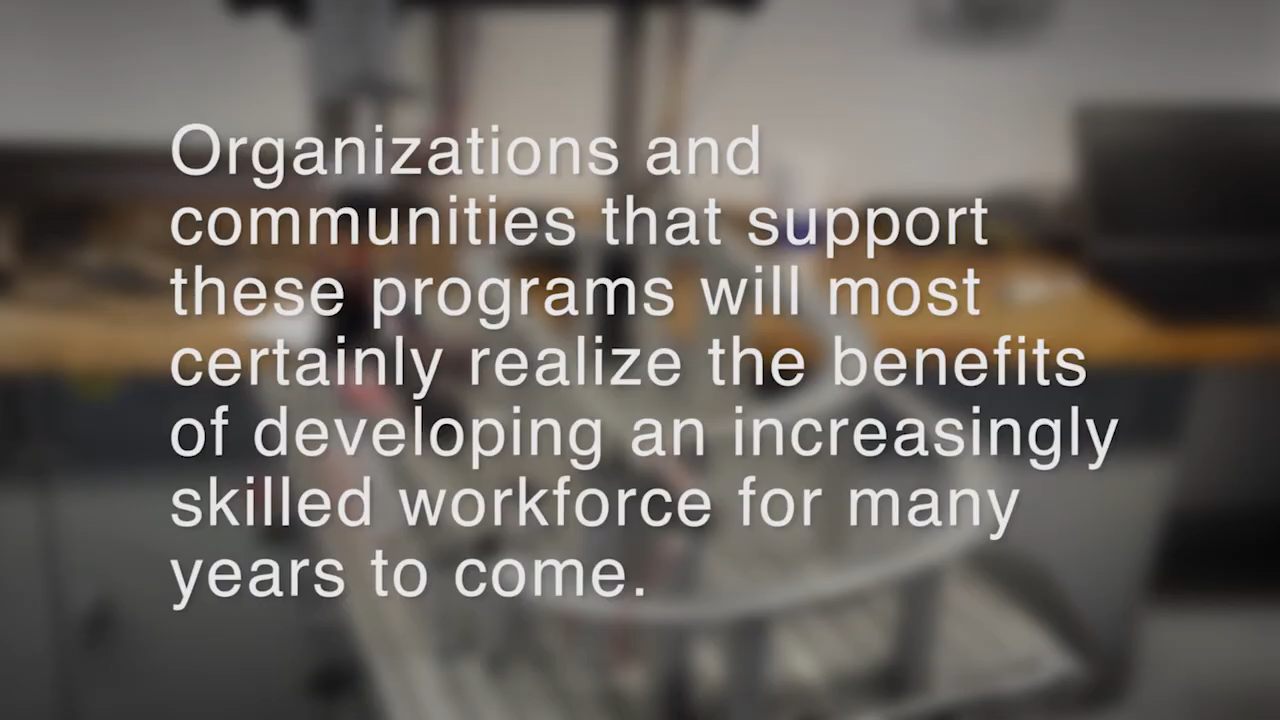 Organizations and
communities that support
these programs will most
certainly realize the benefits
of developing an increasingly
skilled workforce for many
years to come.